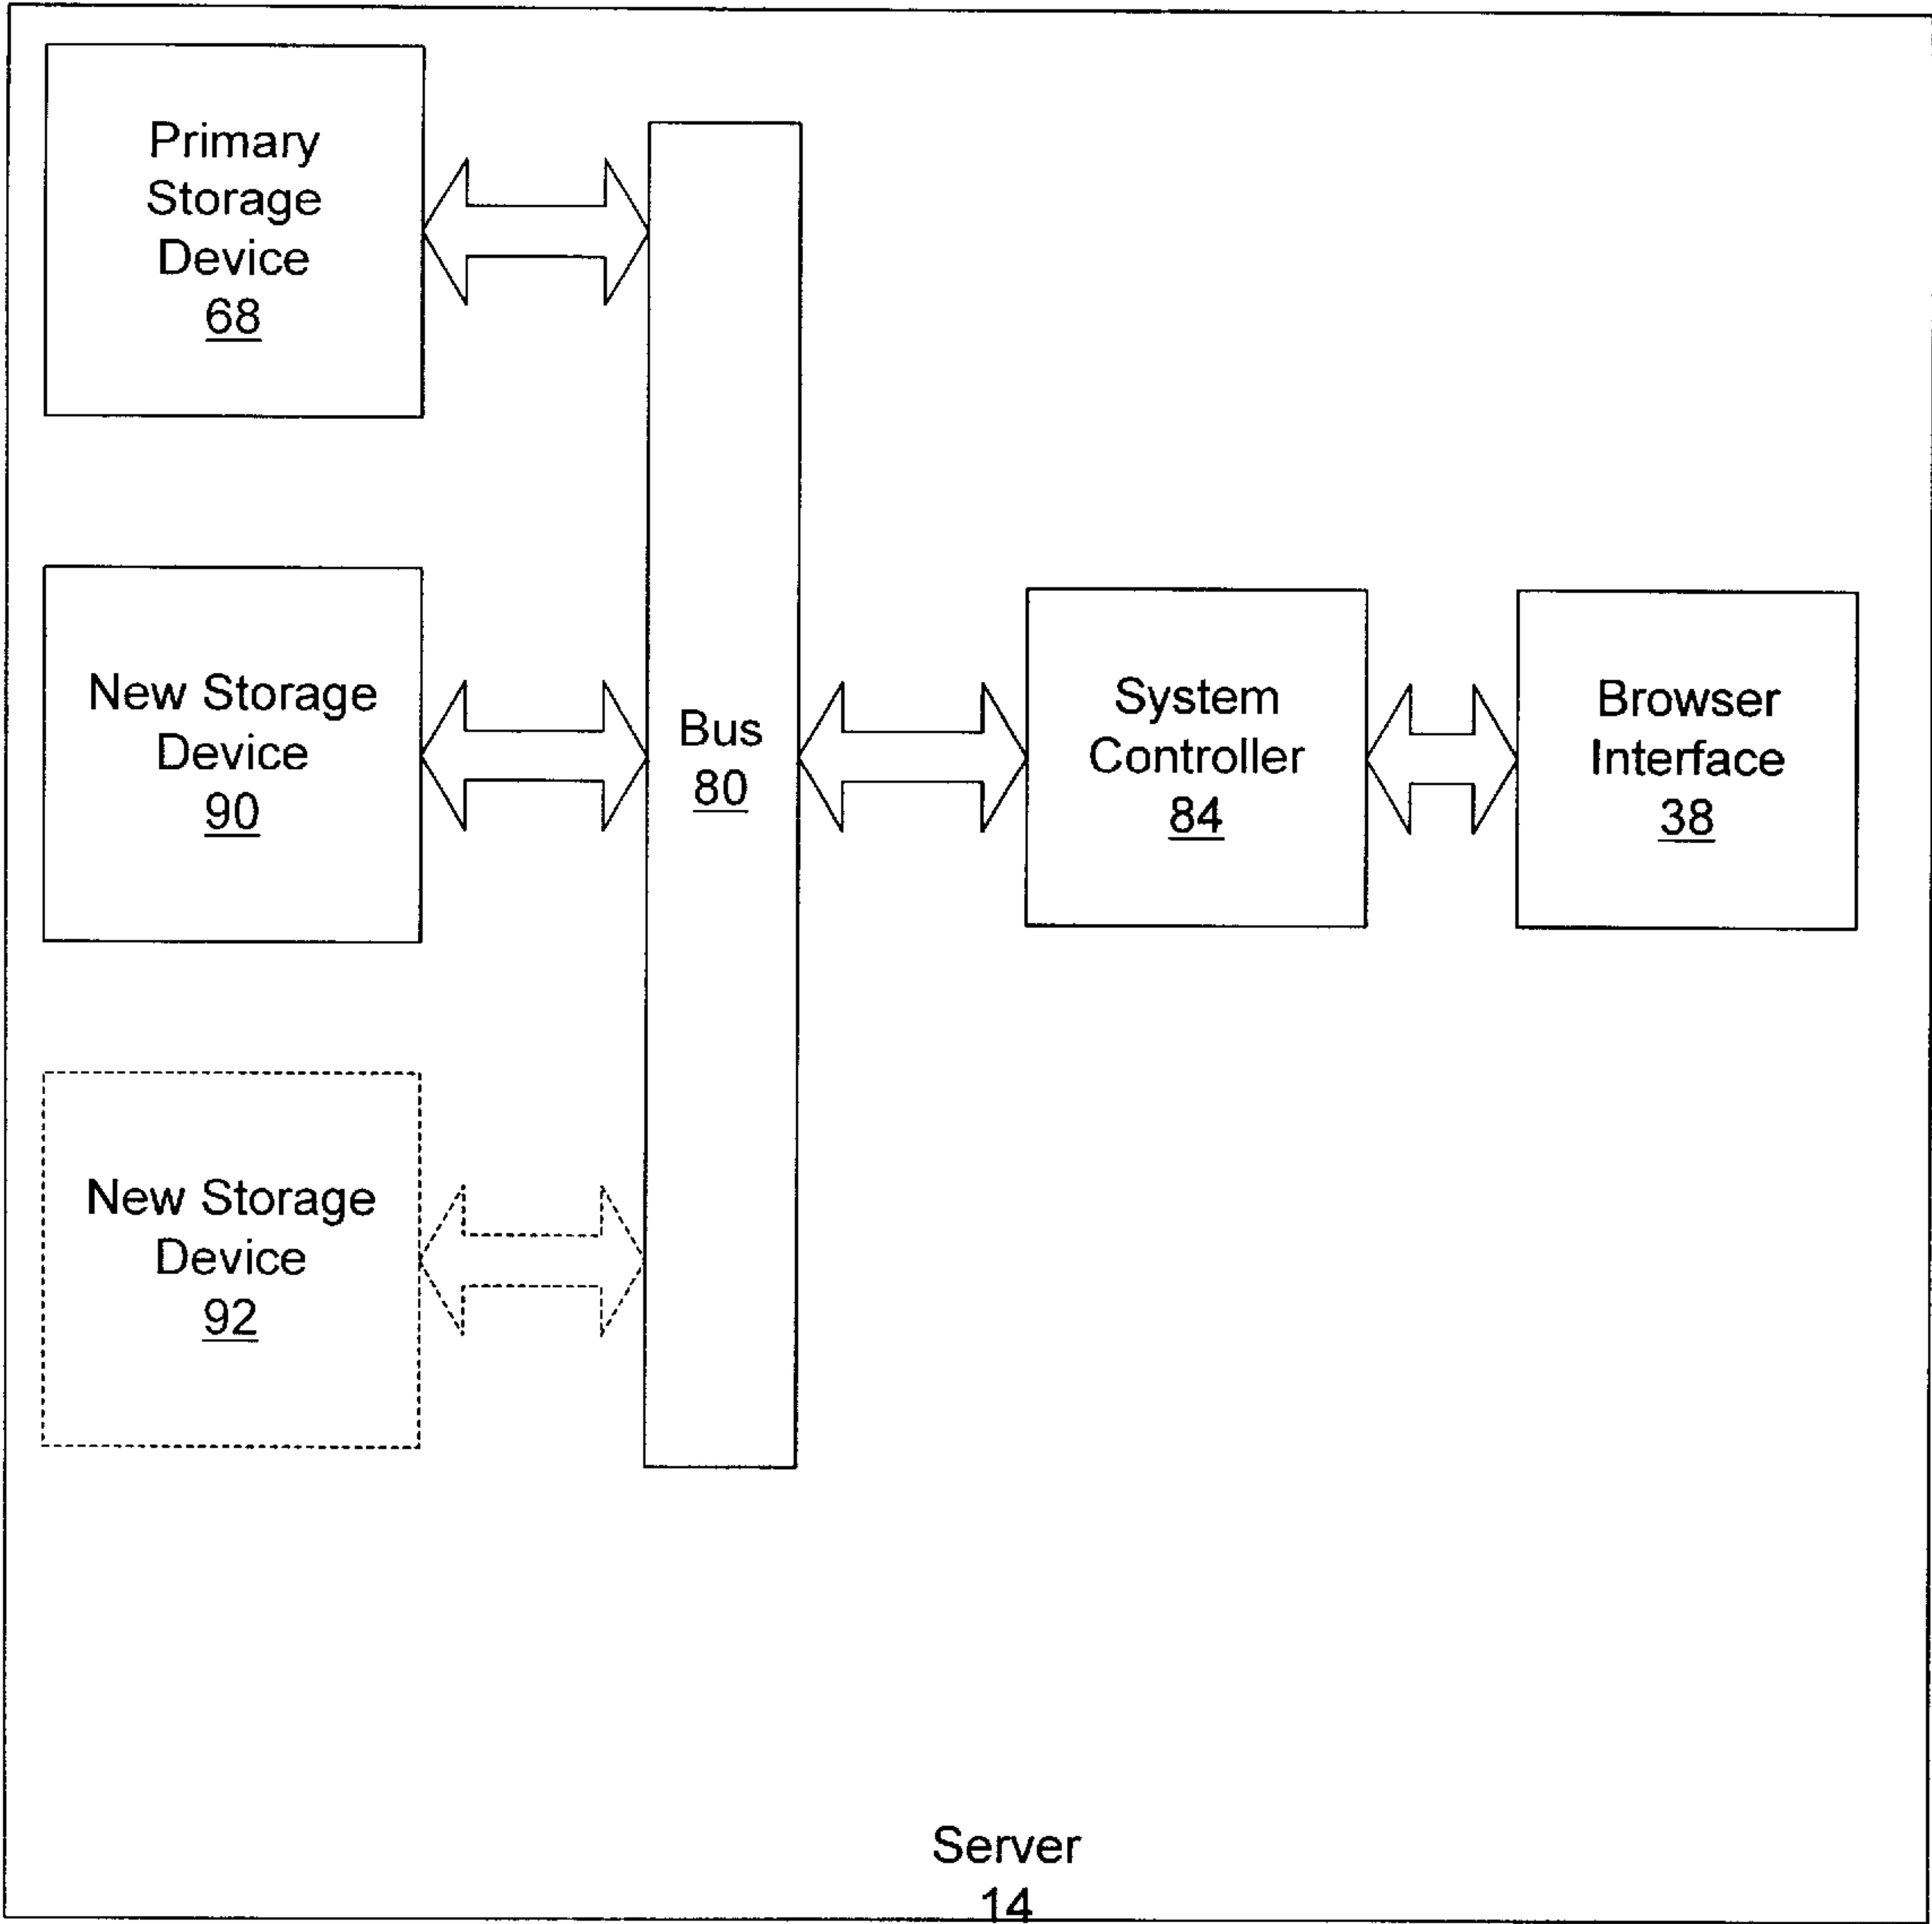 Primary
Storage
Device
68
New Storage
Device
90
New Storage
Device
92
Bus
80
System
Controller
84
Browser
Interface
38
Server
14